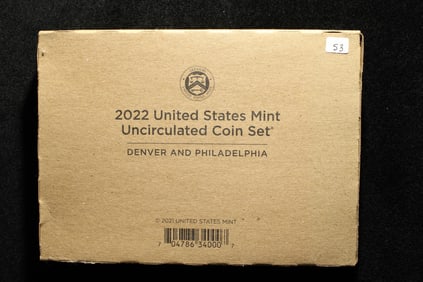 53
2022 United States Mint
Uncirculated Coin Set®
DENVER AND PHILADELPHIA
© 2021 UNITED STATES MINT
7 04786 34000 7